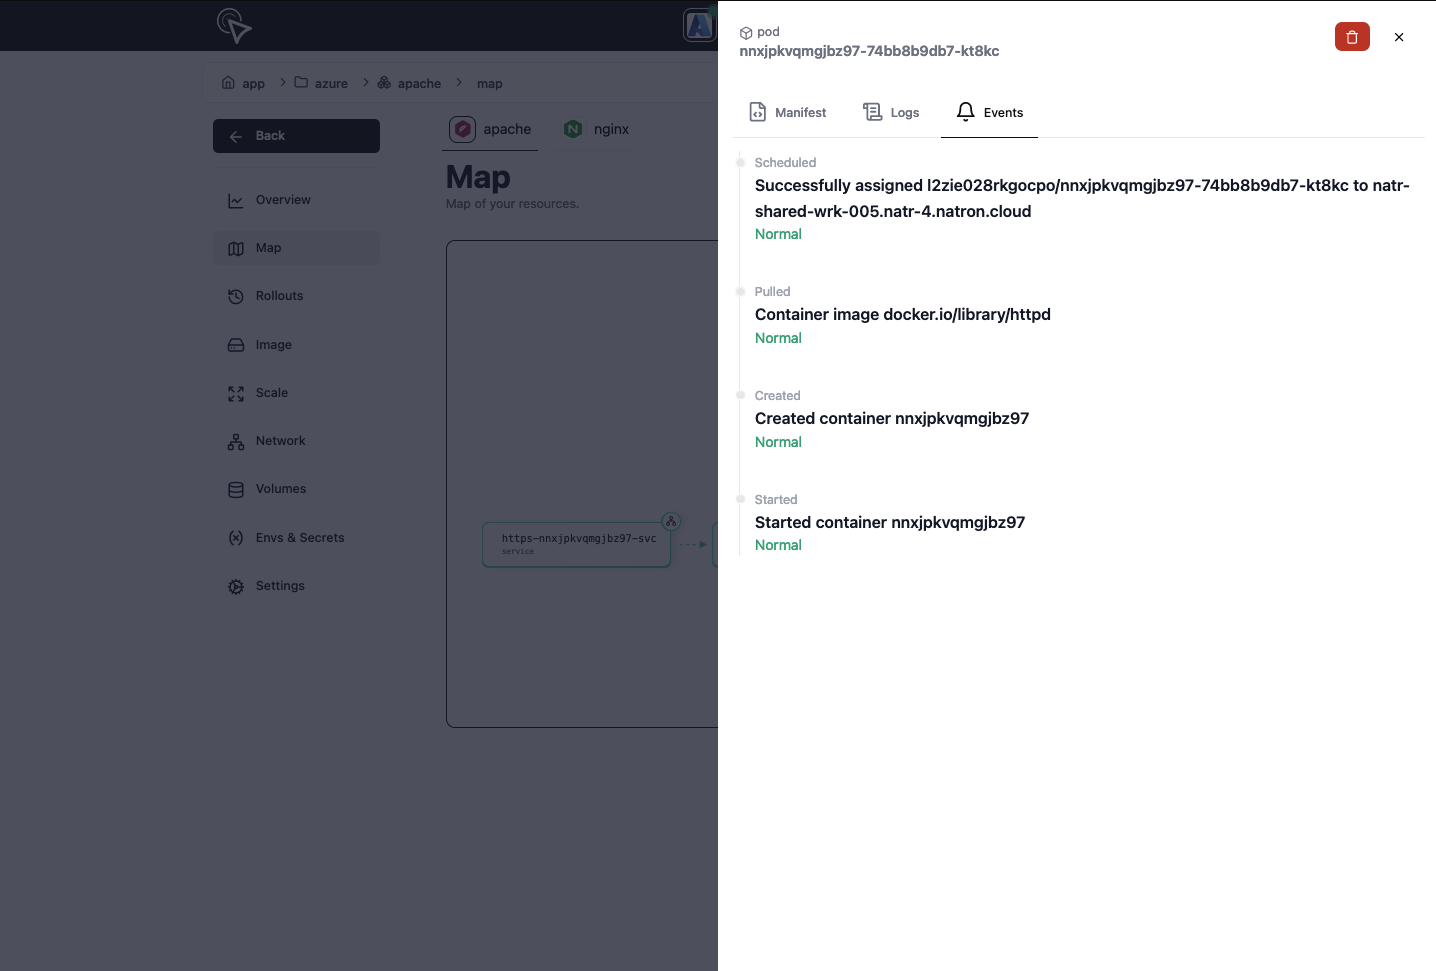 app
azure
apache
map
Back
Overview
Map
Rollouts
Image
Scale
Network
Volumes
Envs & Secrets
Settings
apache
nginx
Map
Map of your resources.
https-nnxjpkvqmgjbz97-svc
service
pod
nnxjpkvqmgjbz97-74bb8b9db7-kt8kc
Manifest
Logs
Events
Scheduled
Successfully assigned l2zie028rkgocpo/nnxjpkvqmgjbz97-74bb8b9db7-kt8kc to natr-
shared-wrk-005.natr-4.natron.cloud
Normal
Pulled
Container image docker.io/library/httpd
Normal
Created
Created container nnxjpkvqmgjbz97
Normal
Started
Started container nnxjpkvqmgjbz97
Normal